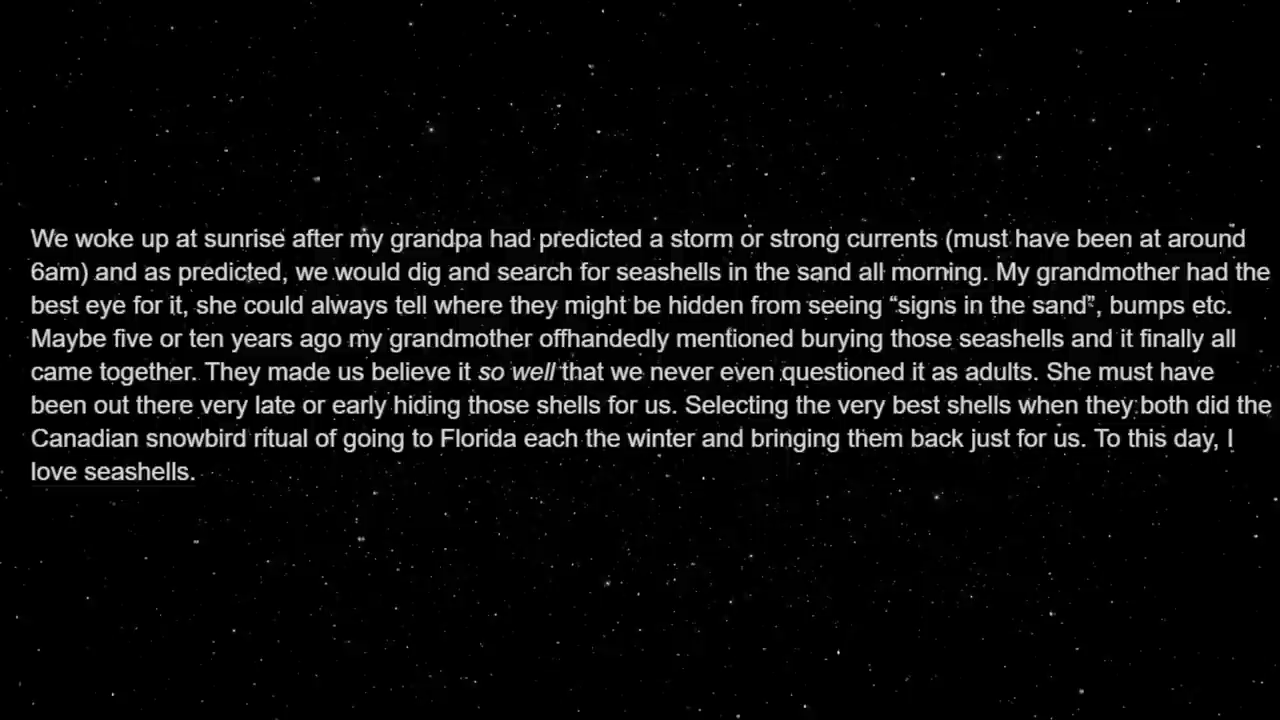 We woke up at sunrise after my grandpa had predicted a storm or strong currents (must have been at around
6am) and as predicted, we would dig and search for seashells in the sand all morning. My grandmother had the
best eye for it, she could always tell where they might be hidden from seeing “signs in the sand”, bumps etc.
Maybe five or ten years ago my grandmother offhandedly mentioned burying those seashells and it finally all
came together. They made us believe it so well that we never even questioned it as adults. She must have
been out there very late or early hiding those shells for us. Selecting the very best shells when they both did the
Canadian snowbird ritual of going to Florida each the winter and bringing them back just for us. To this day, I
love seashells.